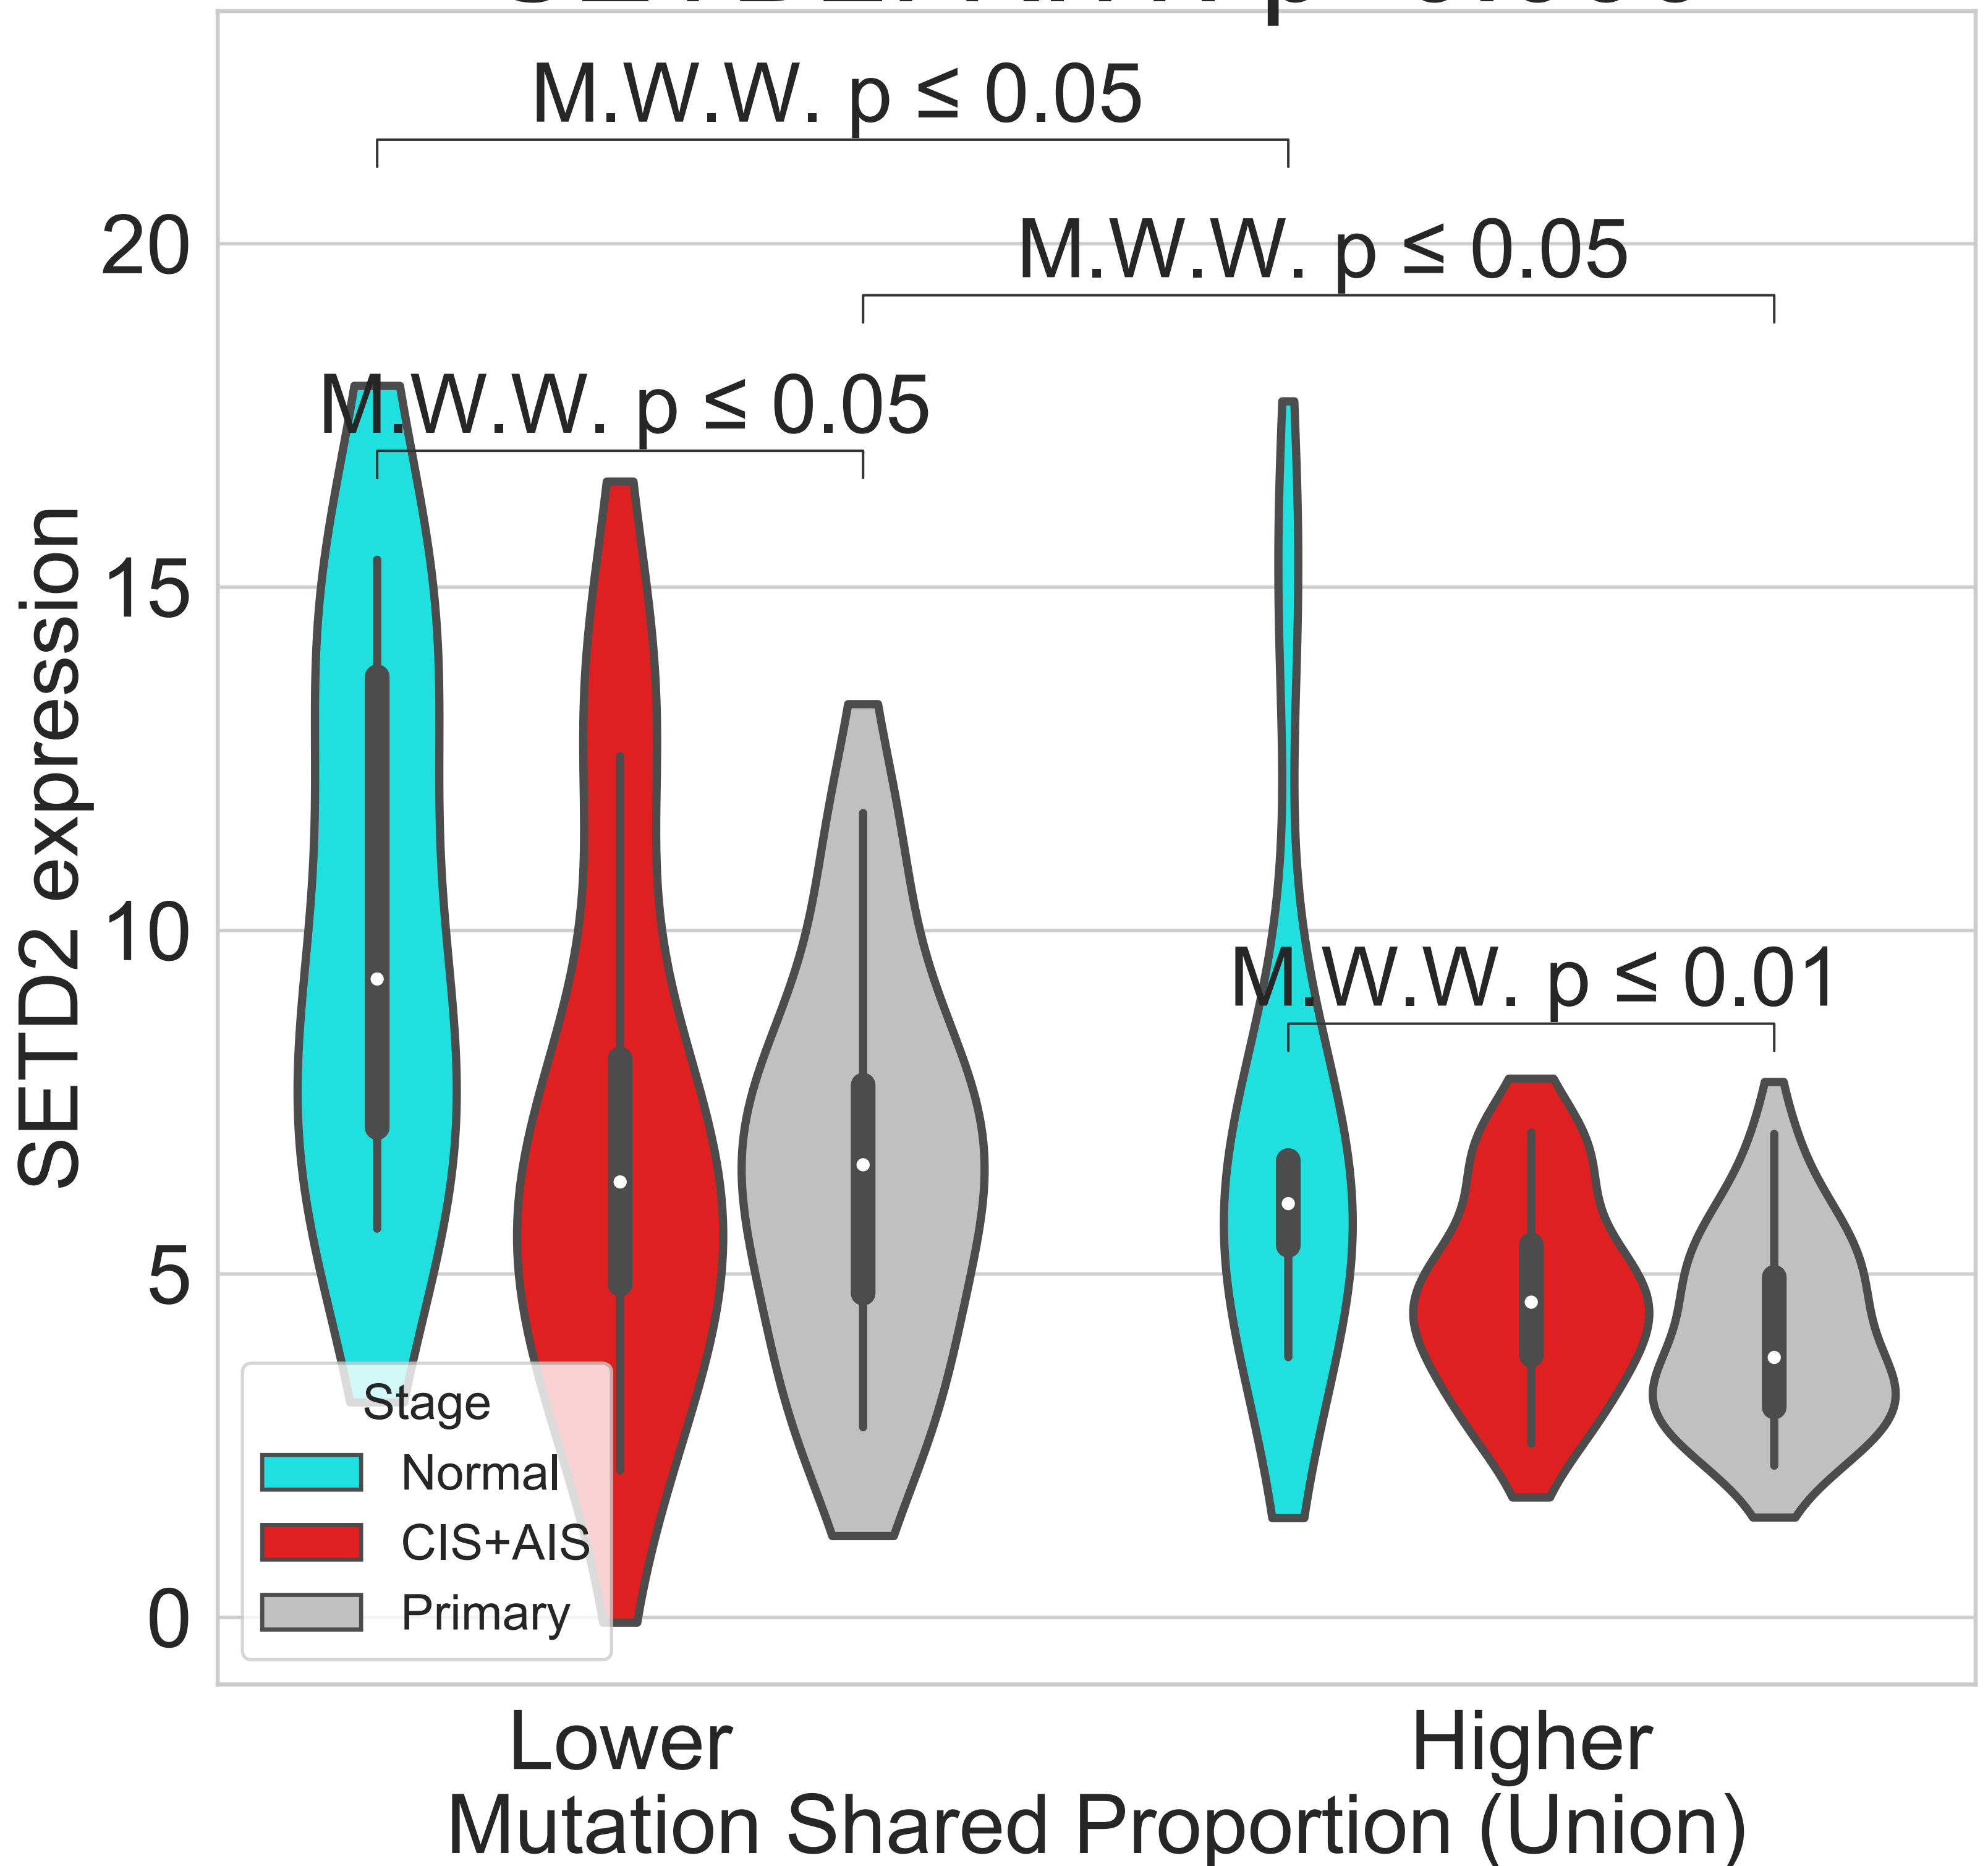 M.W.W. p ≤ 0.05
M.W.W. p ≤ 0.05
M.W.W. p ≤ 0.05
M.W.W. p ≤ 0.01
SETD2 expression
20
15
10
5
0
Stage
Normal
CIS+AIS
Primary
Lower
Higher
Mutation Shared Proportion (Union)